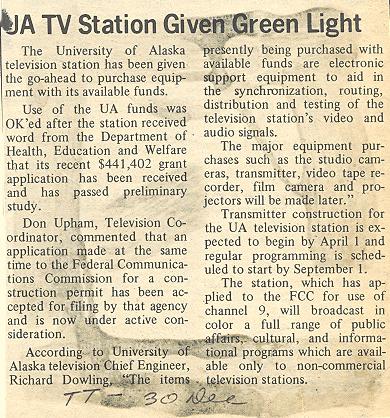 UA TV Station Given Green Light
The University of Alaska
television station has been given
the go-ahead to purchase equip-
ment with its available funds.
Use of the UA funds was
OK'ed after the station received
word from the Department of
Health, Education and Welfare
that its recent $441,402 grant
application has been received
and has passed preliminary
study.
Don Upham, Television Co-
ordinator, commented that an
application made at the same
time to the Federal Communica-
tions Commission for a con-
struction permit has been ac-
cepted for filing by that agency
and is now under active con-
sideration.
According to University of
Alaska television Chief Engineer,
Richard Dowling, "The items
presently being purchased with
available funds are electronic
support equipment to aid in
the synchronization, routing,
distribution and testing of the
television station's video and
audio signals.
The major equipment pur-
chases such as the studio cam-
eras, transmitter, video tape re-
corder, film camera and pro-
jectors will be made later."
Transmitter construction for
the UA television station is ex-
pected to begin by April 1 and
regular programming is sched-
uled to start by September 1.
The station, which has ap-
plied to the FCC for use of
channel 9, will broadcast in
color a full range of public
affairs, cultural, and informa-
tional programs which are avail-
able only to non-commercial
television stations.
TT - 30 Dec